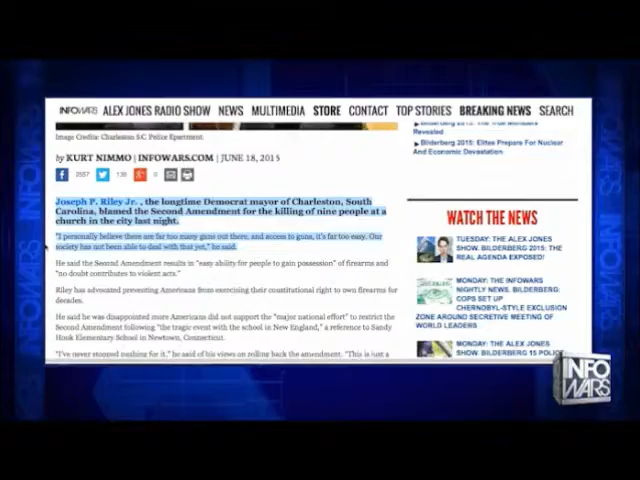 INFOWARS ALEX JONES RADIO SHOW NEWS MULTIMEDIA STORE CONTACT TOP STORIES BREAKING NEWS SEARCH
Image Credits: Charleston S.C. Police Epartment.
by KURT NIMMO | INFOWARS.COM | JUNE 18, 2015
Joseph P. Riley Jr. , the longtime Democrat mayor of Charleston, South
Carolina, blamed the Second Amendment for the killing of nine people at a
church in the city last night.
"I personally believe there are far too many guns out there, and access to guns, it's far too easy. Our
society has not been able to deal with that yet," he said.
He said the Second Amendment results in "easy ability for people to gain possession" of firearms and
"no doubt contributes to violent acts."
Riley has advocated preventing Americans from exercising their constitutional right to own firearms for
decades.
He said he was disappointed more Americans did not support the "major national effort" to restrict the
Second Amendment following "the tragic event with the school in New England," a reference to Sandy
Hook Elementary School in Newtown, Connecticut.
"I've never stopped pushing for it," he said of his views on rolling back the amendment. "This is just a
Bilderberg 2015: The True Members
Revealed
Bilderberg 2015: Elites Prepare For Nuclear
And Economic Devastation.
WATCH THE NEWS
TUESDAY: THE ALEX JONES
SHOW. BILDERBERG 2015: THE
REAL AGENDA EXPOSED!
MONDAY: THE INFOWARS
NIGHTLY NEWS. BILDERBERG:
COPS SET UP
CHERNOBYL-STYLE EXCLUSION
ZONE AROUND SECRETIVE MEETING OF
WORLD LEADERS
MONDAY: THE ALEX JONES
SHOW. BILDERBERG 15 POLICE
INFO
WARS
INFOWARS